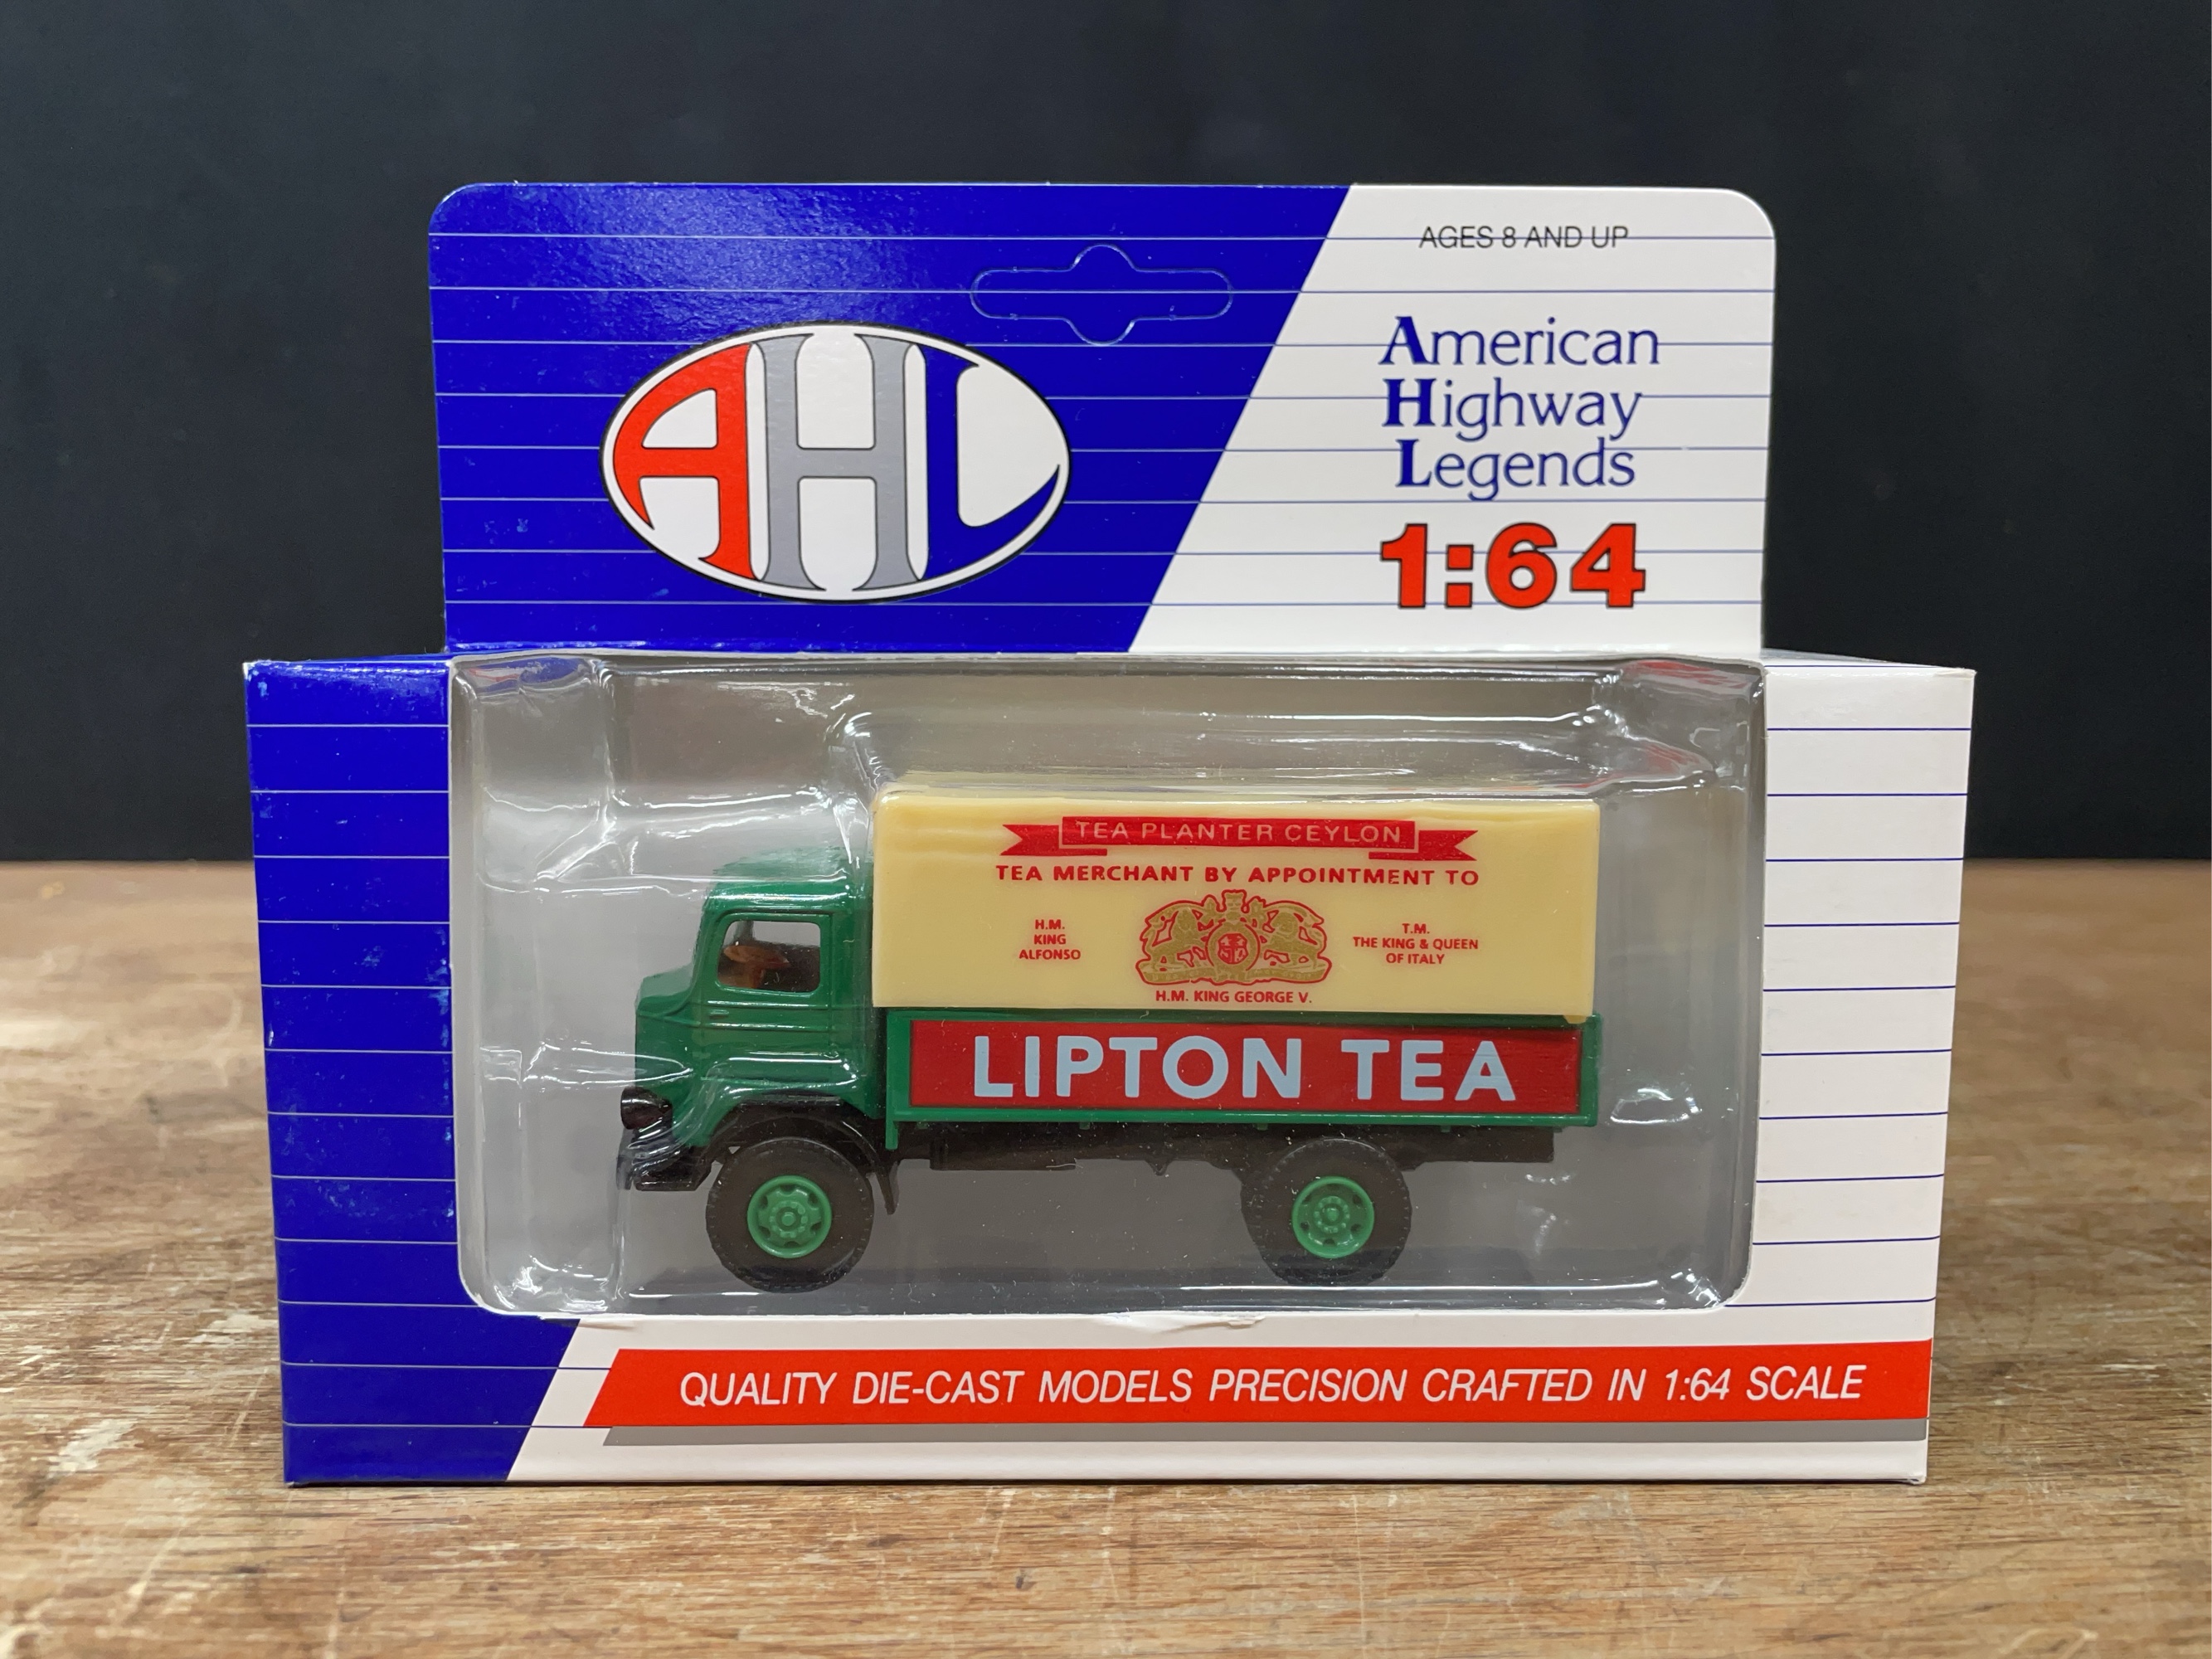 AGES 8 AND UP
AHL
American
Highway
Legends
1:64
TEA PLANTER CEYLON
TEA MERCHANT BY APPOINTMENT TO
H.M.
KING
ALFONSO
T.M.
THE KING & QUEEN
OF ITALY
H.M. KING GEORGE V.
LIPTON TEA
QUALITY DIE-CAST MODELS PRECISION CRAFTED IN 1:64 SCALE